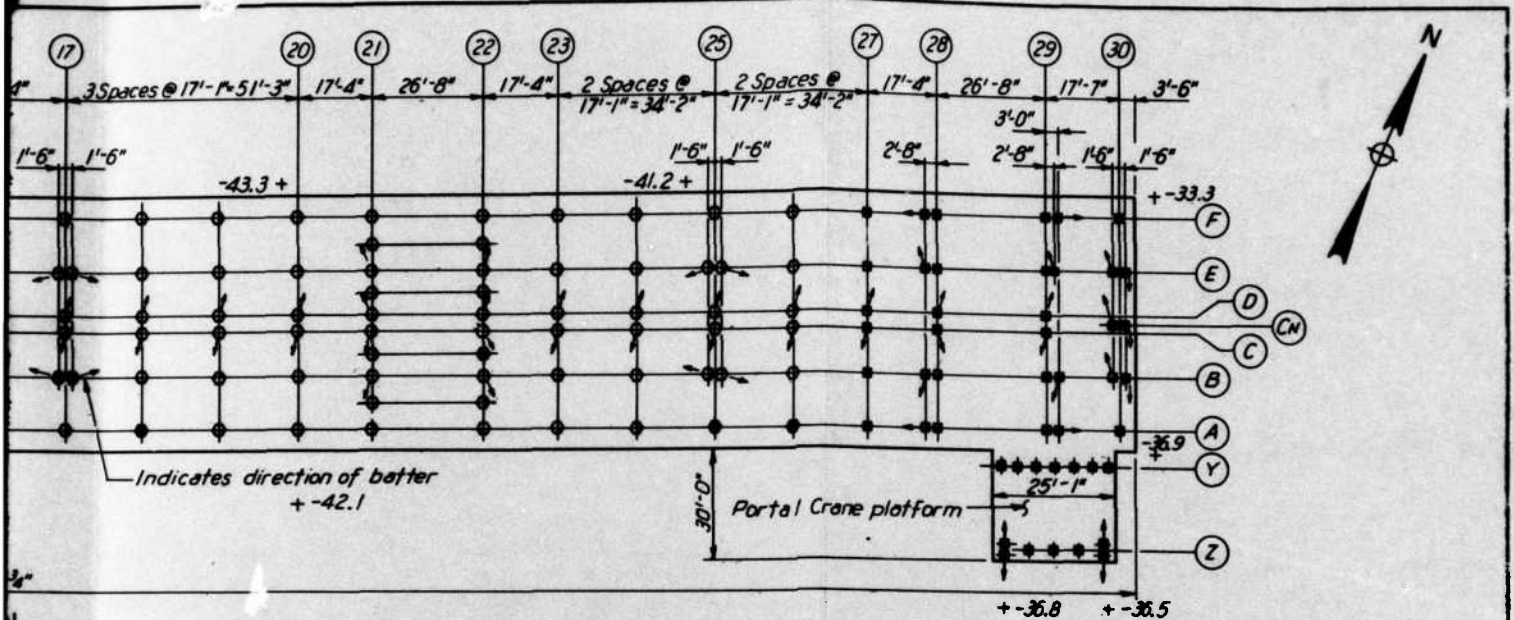 N
17 20 21 22 23 25 27 28 29 30
4" 3 Spaces @ 17'-1"=51'-3" 17'-4" 26'-8" 17'-4" 2 Spaces @ 2 Spaces @ 17'-4" 26'-8" 17'-7" 3'-6"
17'-1" = 34'-2" 17'-1" = 34'-2"
3'-0"
1'-6" 1'-6" 1'-6" 1'-6" 2'-8" 2'-8" 1'-6" 1'-6"
-43.3 + -41.2 + + -33.3
F
E
D
CN
C
B
A
-36.9
+
Y
Indicates direction of batter
25'-1"
+ -42.1
30'-0"
Portal Crane platform
Z
3/4"
+ -36.8 + -36.5